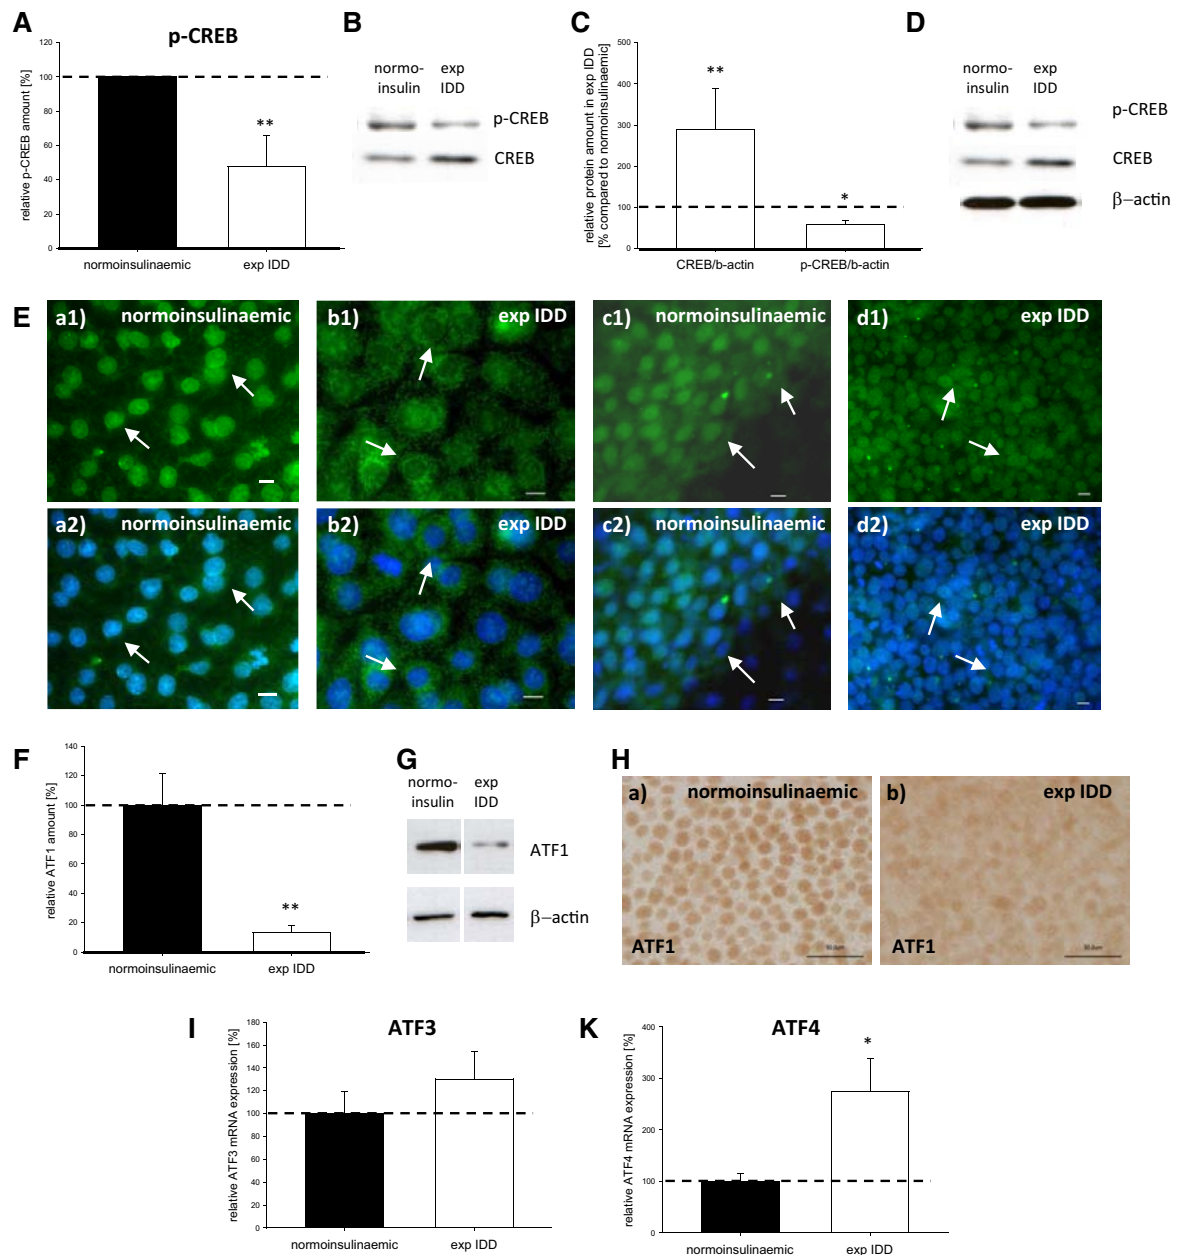 A
p-CREB
relative p-CREB amount [%]
120
100
80
60
40
20
0
**
normoinsulinaemic
exp IDD
B
normo-
insulin
exp
IDD
p-CREB
CREB
C
relative protein amount in exp IDD
[% compared to normoinsulinaemic]
500
400
300
200
100
0
**
*
CREB/b-actin
p-CREB/b-actin
D
normo-
insulin
exp
IDD
p-CREB
CREB
β–actin
E
a1)
normoinsulinaemic
b1)
exp IDD
c1)
normoinsulinaemic
d1)
exp IDD
a2)
normoinsulinaemic
b2)
exp IDD
c2)
normoinsulinaemic
d2)
exp IDD
F
relative ATF1 amount [%]
140
120
100
80
60
40
20
0
**
normoinsulinaemic
exp IDD
G
normo-
insulin
exp
IDD
ATF1
β–actin
H
a)
normoinsulinaemic
ATF1
b)
exp IDD
ATF1
I
ATF3
relative ATF3 mRNA expression [%]
180
160
140
120
100
80
60
40
20
0
normoinsulinaemic
exp IDD
K
ATF4
relative ATF4 mRNA expression [%]
400
300
200
100
0
*
normoinsulinaemic
exp IDD